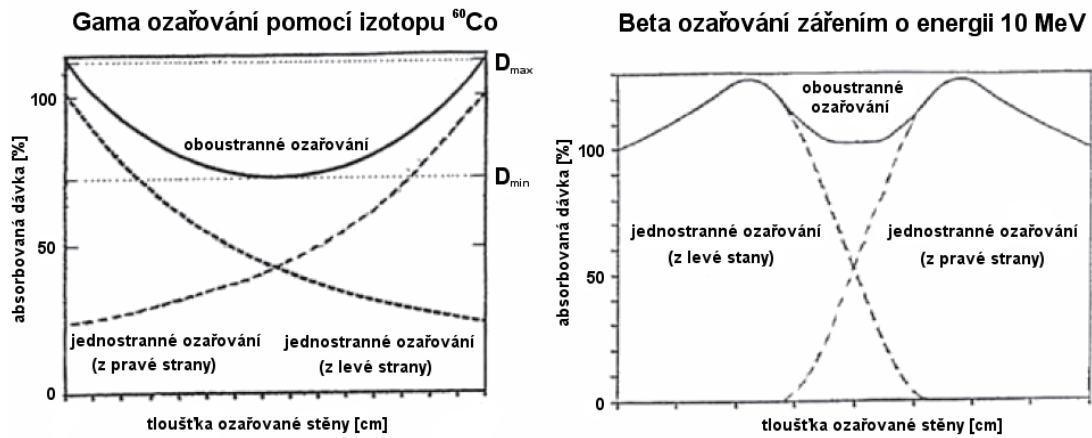 Gama ozařování pomocí izotopu ⁶⁰Co
absorbovaná dávka [%]
100
50
0
Dmax
Dmin
oboustranné ozařování
jednostranné ozařování
(z pravé strany)
jednostranné ozařování
(z levé strany)
tloušťka ozařované stěny [cm]
Beta ozařování zářením o energii 10 MeV
absorbovaná dávka [%]
100
50
0
oboustranné
ozařování
jednostranné ozařování
(z levé stany)
jednostranné ozařování
(z pravé strany)
tloušťka ozařované stěny [cm]